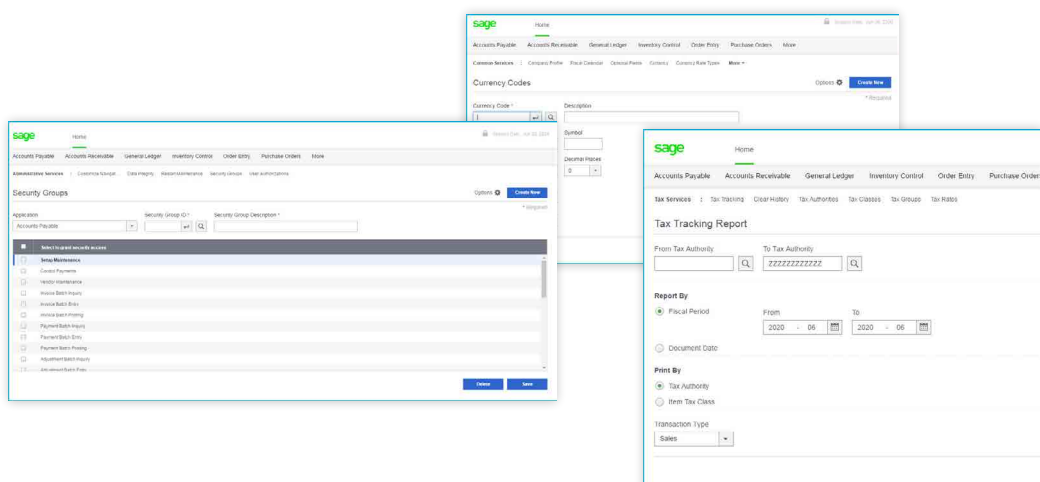 sage Home
Accounts Payable Accounts Receivable General Ledger Inventory Control Order Entry Purchase Orders More
Common Services : Company Profile Fiscal Calendar Optional Fields Currency Currency Rate Types More
Currency Codes Options Create New
* Required
Currency Code * Description
Symbol
Decimal Places
0
sage Home
Accounts Payable Accounts Receivable General Ledger Inventory Control Order Entry Purchase Orders More
Administrative Services : Data Integrity Report Maintenance Security Groups User Authorizations
Security Groups Options Create New
* Required
Application Security Group ID * Security Group Description *
Accounts Payable
Select to grant security access
Setup Maintenance
Control Payments
Vendor Maintenance
Invoice Batch Inquiry
Invoice Batch Entry
Invoice Batch Posting
Payment Batch Inquiry
Payment Batch Entry
Payment Batch Posting
Adjustment Batch Inquiry
Adjustment Batch Entry
Delete Save
sage Home
Accounts Payable Accounts Receivable General Ledger Inventory Control Order Entry Purchase Order
Tax Services : Tax Tracking Clear History Tax Authorities Tax Classes Tax Groups Tax Rates
Tax Tracking Report
From Tax Authority To Tax Authority
ZZZZZZZZZZZZ
Report By
Fiscal Period From To
2020 - 06 2020 - 06
Document Date
Print By
Tax Authority
Item Tax Class
Transaction Type
Sales